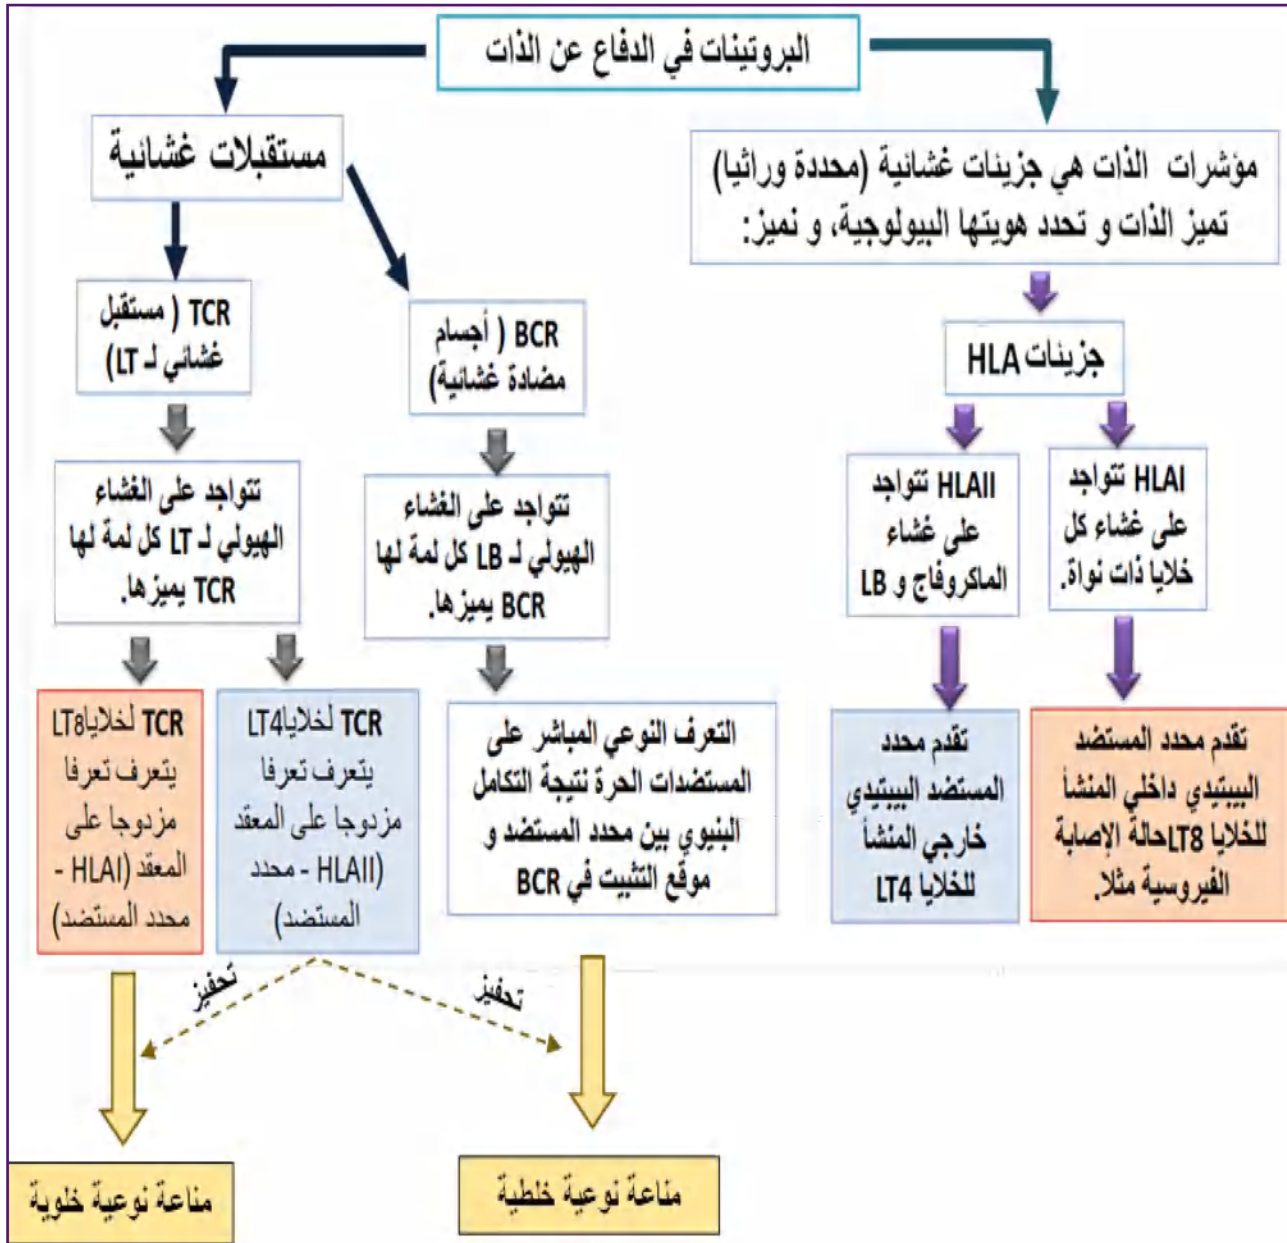 البروتينات في الدفاع عن الذات
مؤشرات الذات هي جزيئات غشائية (محددة وراثيا)
تميز الذات و تحدد هويتها البيولوجية، و نميز:
جزيئات HLA
HLAI تتواجد
على غشاء كل
خلايا ذات نواة.
HLAII تتواجد
على غشاء
الماكروفاج و LB
تقدم محدد المستضد
البيبتيدي داخلي المنشأ
للخلايا LT8حالة الإصابة
الفيروسية مثلا.
تقدم محدد
المستضد البيبتيدي
خارجي المنشأ
للخلايا LT4
مستقبلات غشائية
BCR ( أجسام
مضادة غشائية)
TCR ( مستقبل
غشائي لـ LT)
تتواجد على الغشاء
الهيولي لـ LB كل لمة لها
BCR يميزها.
تتواجد على الغشاء
الهيولي لـ LT كل لمة لها
TCR يميزها.
التعرف النوعي المباشر على
المستضدات الحرة نتيجة التكامل
البنيوي بين محدد المستضد و
موقع التثبيت في BCR
TCR لخلاياLT4
يتعرف تعرفا
مزدوجا على المعقد
(HLAII - محدد
المستضد)
TCR لخلاياLT8
يتعرف تعرفا
مزدوجا على
المعقد (HLAI -
محدد المستضد)
تحفيز
تحفيز
مناعة نوعية خلطية
مناعة نوعية خلوية